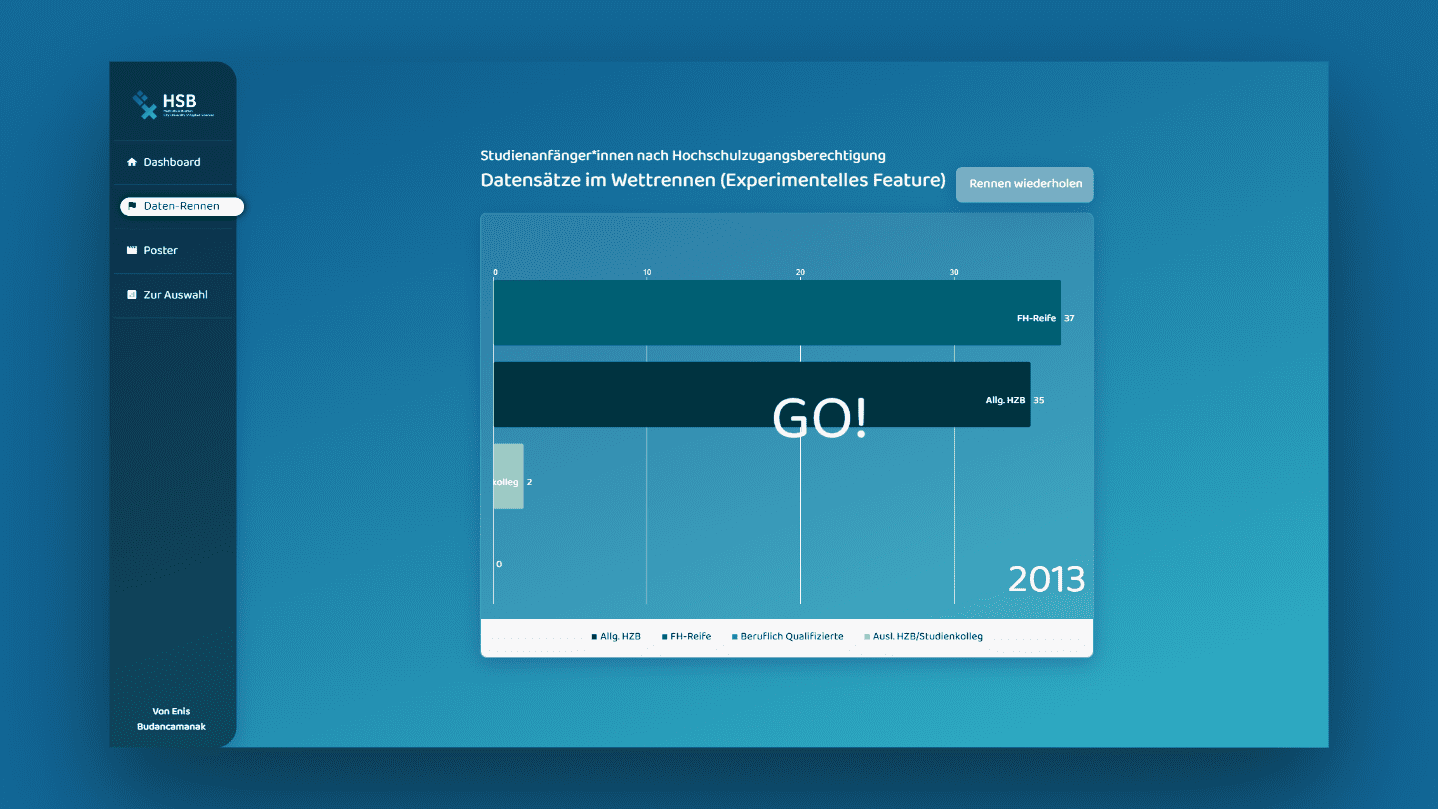 HSB
Dashboard
Daten-Rennen
Poster
Zur Auswahl
Von Enis
Budancamanak
Studienanfänger*innen nach Hochschulzugangsberechtigung
Datensätze im Wettrennen (Experimentelles Feature)
Rennen wiederholen
0 10 20 30
FH-Reife 37
Allg. HZB 35
GO!
kolleg 2
0
2013
Allg. HZB FH-Reife Beruflich Qualifizierte Ausl. HZB/Studienkolleg